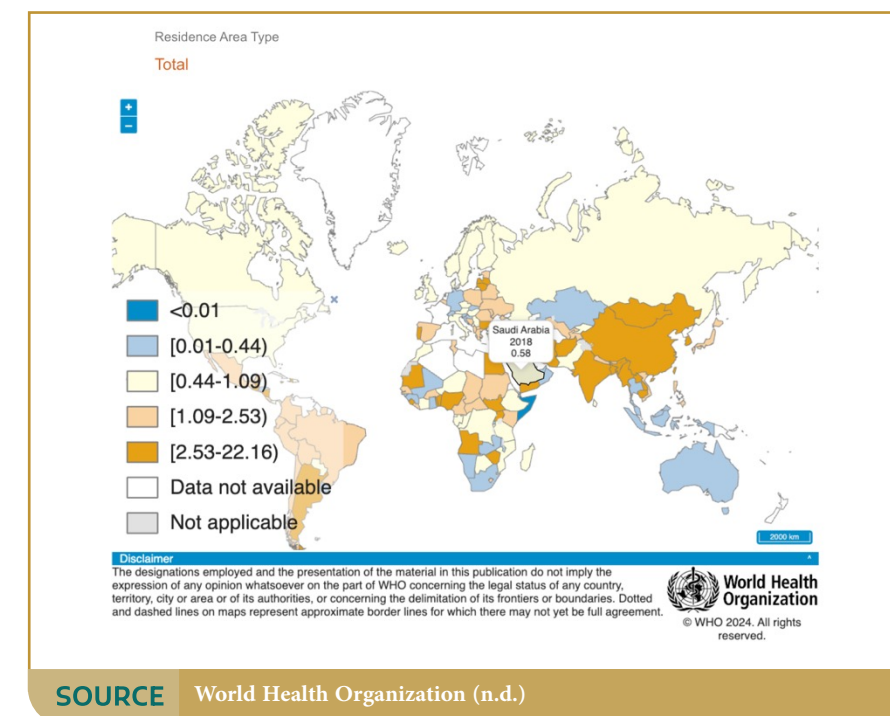 Residence Area Type
Total
+
−
Saudi Arabia
2018
0.58
<0.01
[0.01-0.44)
[0.44-1.09)
[1.09-2.53)
[2.53-22.16)
Data not available
Not applicable
2000 km
Disclaimer
The designations employed and the presentation of the material in this publication do not imply the
expression of any opinion whatsoever on the part of WHO concerning the legal status of any country,
territory, city or area or of its authorities, or concerning the delimitation of its frontiers or boundaries. Dotted
and dashed lines on maps represent approximate border lines for which there may not yet be full agreement.
World Health
Organization
© WHO 2024. All rights
reserved.
SOURCE World Health Organization (n.d.)